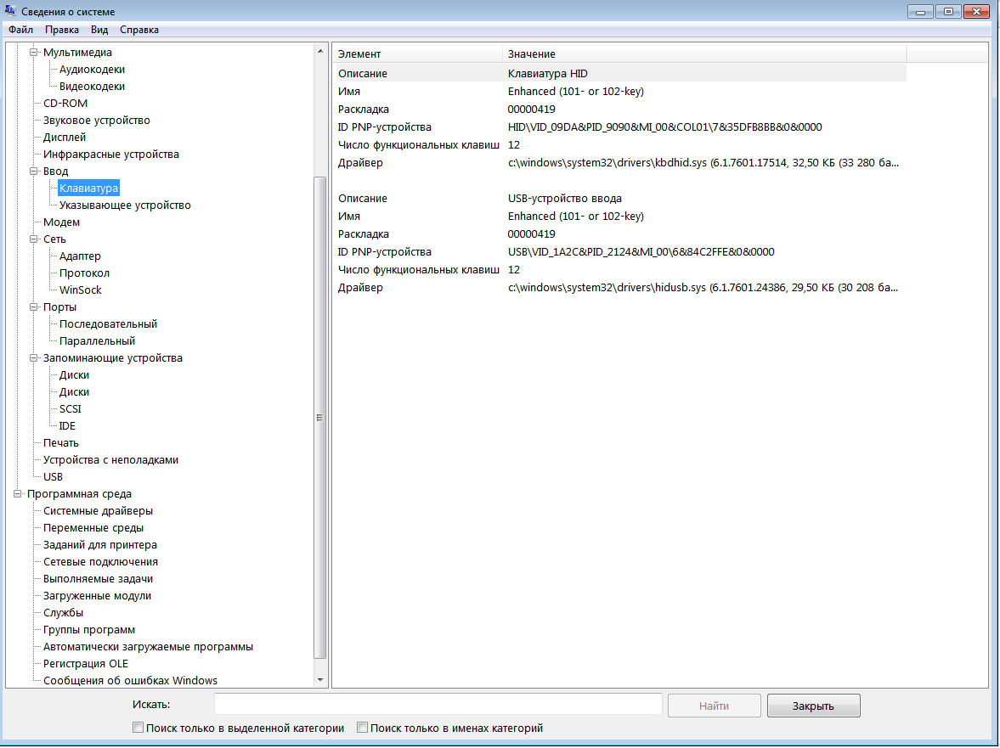 Сведения о системе
Файл Правка Вид Справка
Мультимедиа
Аудиокодеки
Видеокодеки
CD-ROM
Звуковое устройство
Дисплей
Инфракрасные устройства
Ввод
Клавиатура
Указывающее устройство
Модем
Сеть
Адаптер
Протокол
WinSock
Порты
Последовательный
Параллельный
Запоминающие устройства
Диски
Диски
SCSI
IDE
Печать
Устройства с неполадками
USB
Программная среда
Системные драйверы
Переменные среды
Заданий для принтера
Сетевые подключения
Выполняемые задачи
Загруженные модули
Службы
Группы программ
Автоматически загружаемые программы
Регистрация OLE
Сообщения об ошибках Windows
Элемент Значение
Описание Клавиатура HID
Имя Enhanced (101- or 102-key)
Раскладка 00000419
ID PNP-устройства HID\VID_09DA&PID_9090&MI_00&COL01\7&35DFB8BB&0&0000
Число функциональных клавиш 12
Драйвер c:\windows\system32\drivers\kbdhid.sys (6.1.7601.17514, 32,50 КБ (33 280 ба...
Описание USB-устройство ввода
Имя Enhanced (101- or 102-key)
Раскладка 00000419
ID PNP-устройства USB\VID_1A2C&PID_2124&MI_00\6&84C2FFE&0&0000
Число функциональных клавиш 12
Драйвер c:\windows\system32\drivers\hidusb.sys (6.1.7601.24386, 29,50 КБ (30 208 ба...
Искать: Найти Закрыть
Поиск только в выделенной категории Поиск только в именах категорий